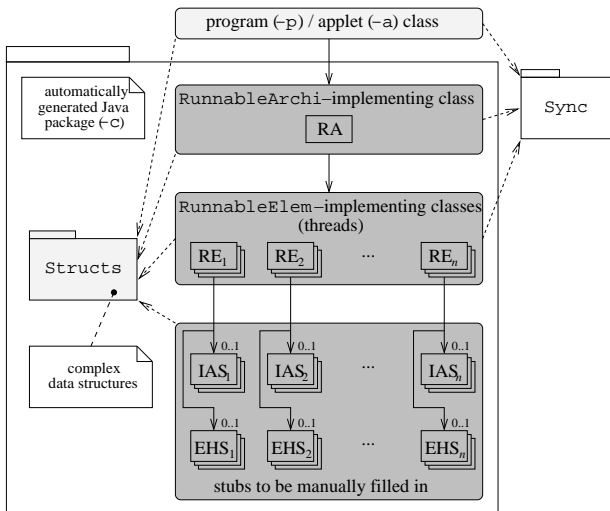 program (-p) / applet (-a) class
automatically
generated Java
package (-c)
RunnableArchi-implementing class
RA
Sync
RunnableElem-implementing classes
(threads)
RE1 RE2 ... REn
Structs
complex
data structures
0..1 0..1 0..1
IAS1 IAS2 ... IASn
0..1 0..1 0..1
EHS1 EHS2 ... EHSn
stubs to be manually filled in